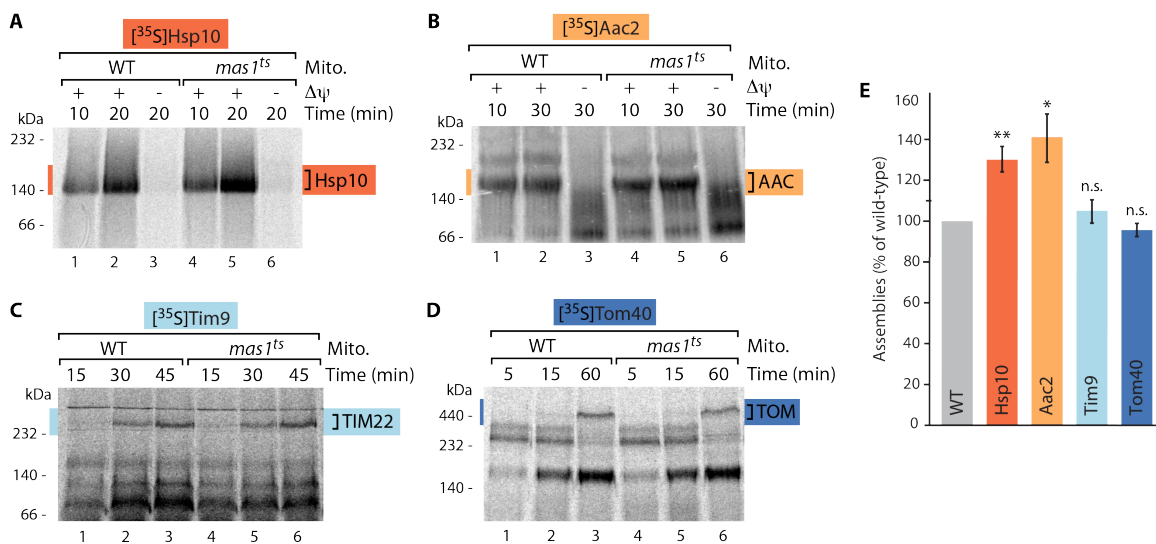 A
[³⁵S]Hsp10
WT mas1ᵗˢ Mito.
+ + - + + - Δψ
10 20 20 10 20 20 Time (min)
kDa
232 -
140 -
66 -
Hsp10
1 2 3 4 5 6
B
[³⁵S]Aac2
WT mas1ᵗˢ Mito.
+ + - + + - Δψ
10 30 30 10 30 30 Time (min)
kDa
232 -
140 -
66 -
AAC
1 2 3 4 5 6
C
[³⁵S]Tim9
WT mas1ᵗˢ Mito.
15 30 45 15 30 45 Time (min)
kDa
232 -
140 -
66 -
TIM22
1 2 3 4 5 6
D
[³⁵S]Tom40
WT mas1ᵗˢ Mito.
5 15 60 5 15 60 Time (min)
kDa
440 -
232 -
140 -
TOM
1 2 3 4 5 6
E
Assemblies (% of wild-type)
160
140
120
100
80
60
40
20
0
** * n.s. n.s.
WT Hsp10 Aac2 Tim9 Tom40